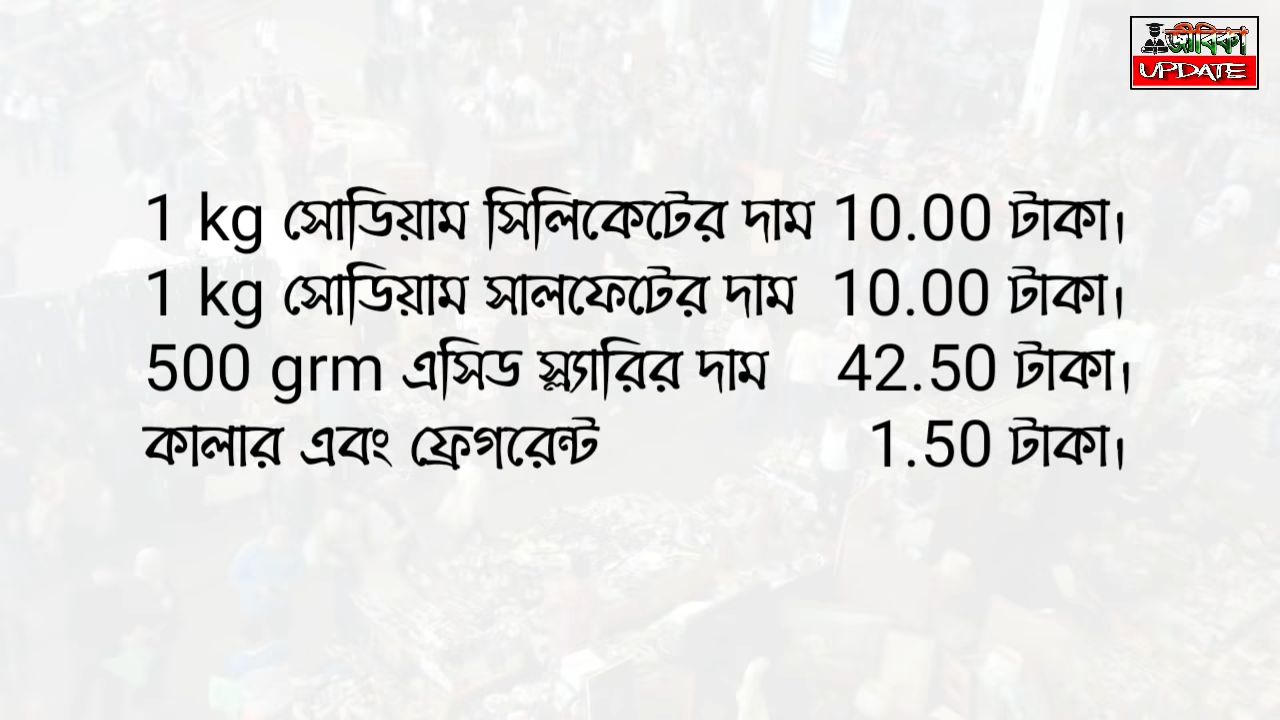 জীবিকা
UPDATE
1 kg সোডিয়াম সিলিকেটের দাম 10.00 টাকা।
1 kg সোডিয়াম সালফেটের দাম 10.00 টাকা।
500 grm এসিড স্ল্যারির দাম 42.50 টাকা।
কালার এবং ফ্রেগরেন্ট 1.50 টাকা।